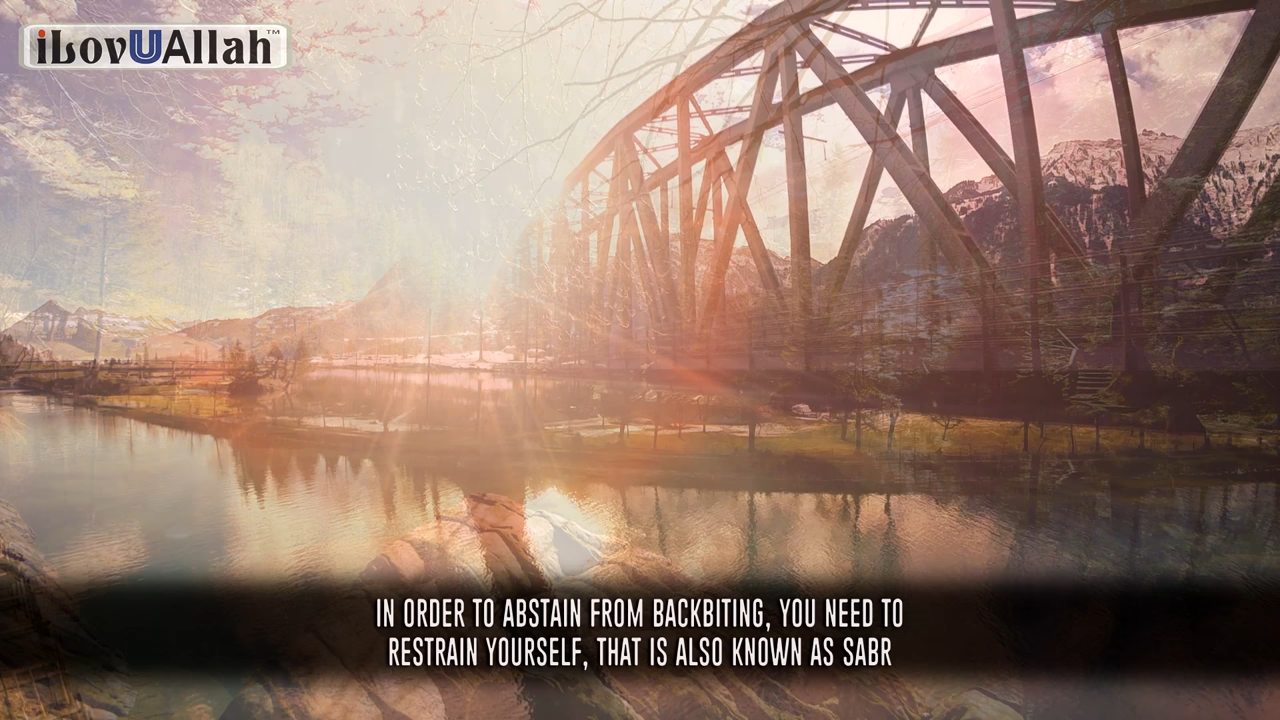 iLovUAllah™
IN ORDER TO ABSTAIN FROM BACKBITING, YOU NEED TO
RESTRAIN YOURSELF, THAT IS ALSO KNOWN AS SABR